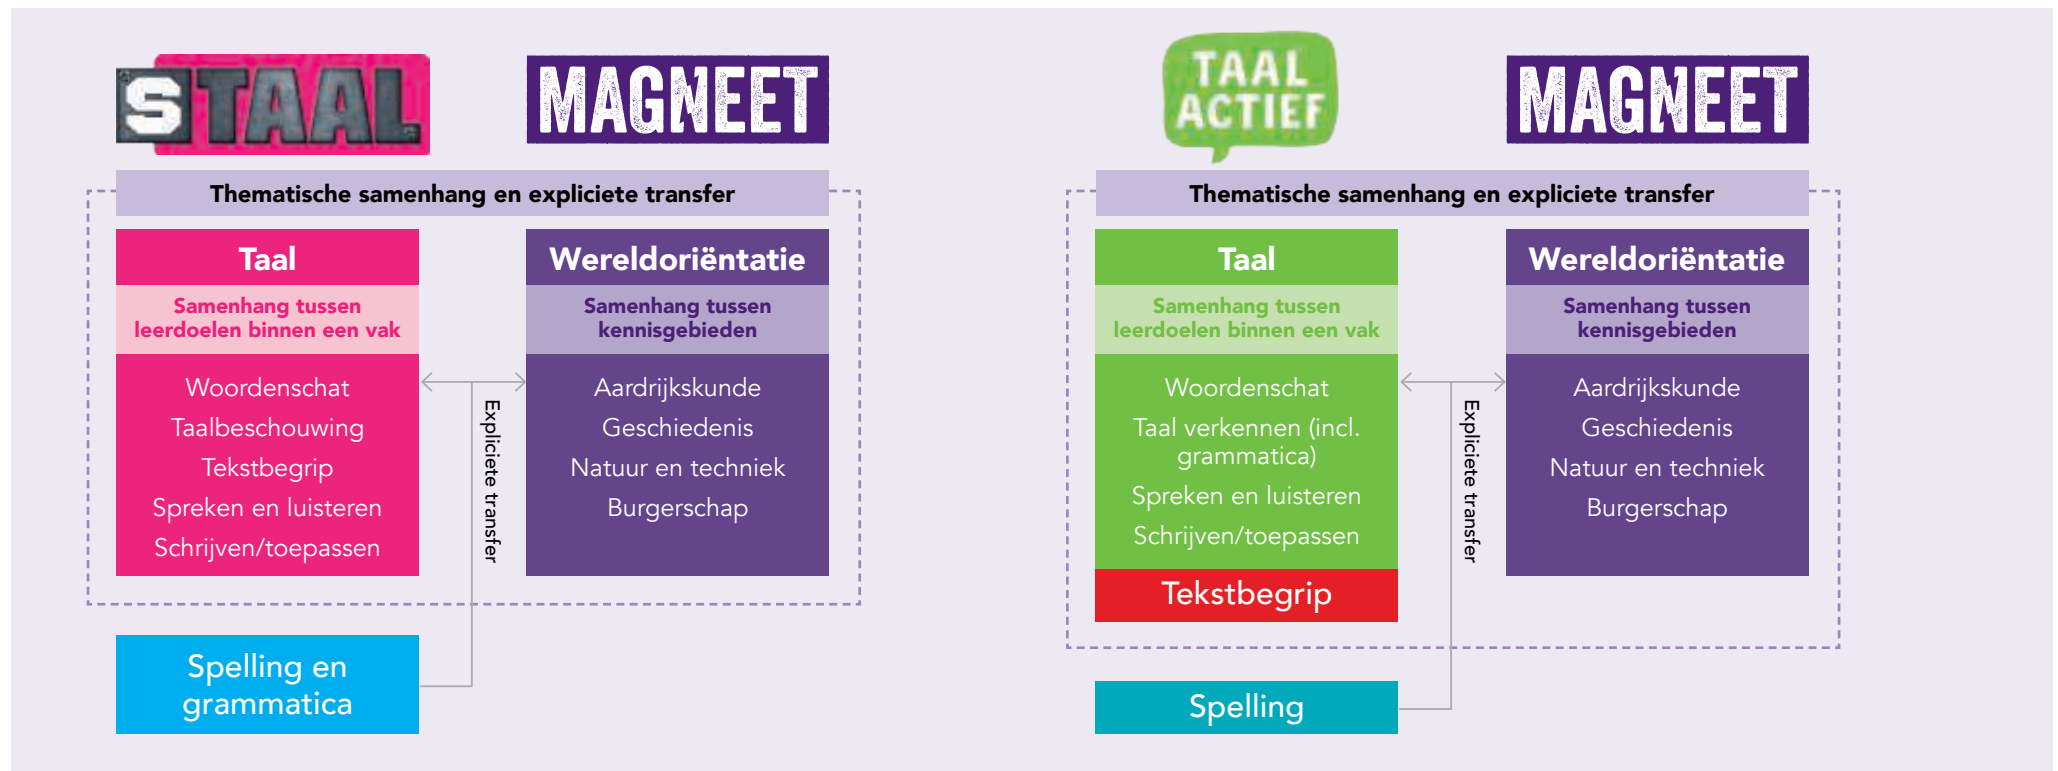 STAAL
MAGNEET
Thematische samenhang en expliciete transfer
Taal
Samenhang tussen
leerdoelen binnen een vak
Woordenschat
Taalbeschouwing
Tekstbegrip
Spreken en luisteren
Schrijven/toepassen
Expliciete transfer
Wereldoriëntatie
Samenhang tussen
kennisgebieden
Aardrijkskunde
Geschiedenis
Natuur en techniek
Burgerschap
Spelling en
grammatica
TAAL
ACTIEF
MAGNEET
Thematische samenhang en expliciete transfer
Taal
Samenhang tussen
leerdoelen binnen een vak
Woordenschat
Taal verkennen (incl.
grammatica)
Spreken en luisteren
Schrijven/toepassen
Tekstbegrip
Expliciete transfer
Wereldoriëntatie
Samenhang tussen
kennisgebieden
Aardrijkskunde
Geschiedenis
Natuur en techniek
Burgerschap
Spelling